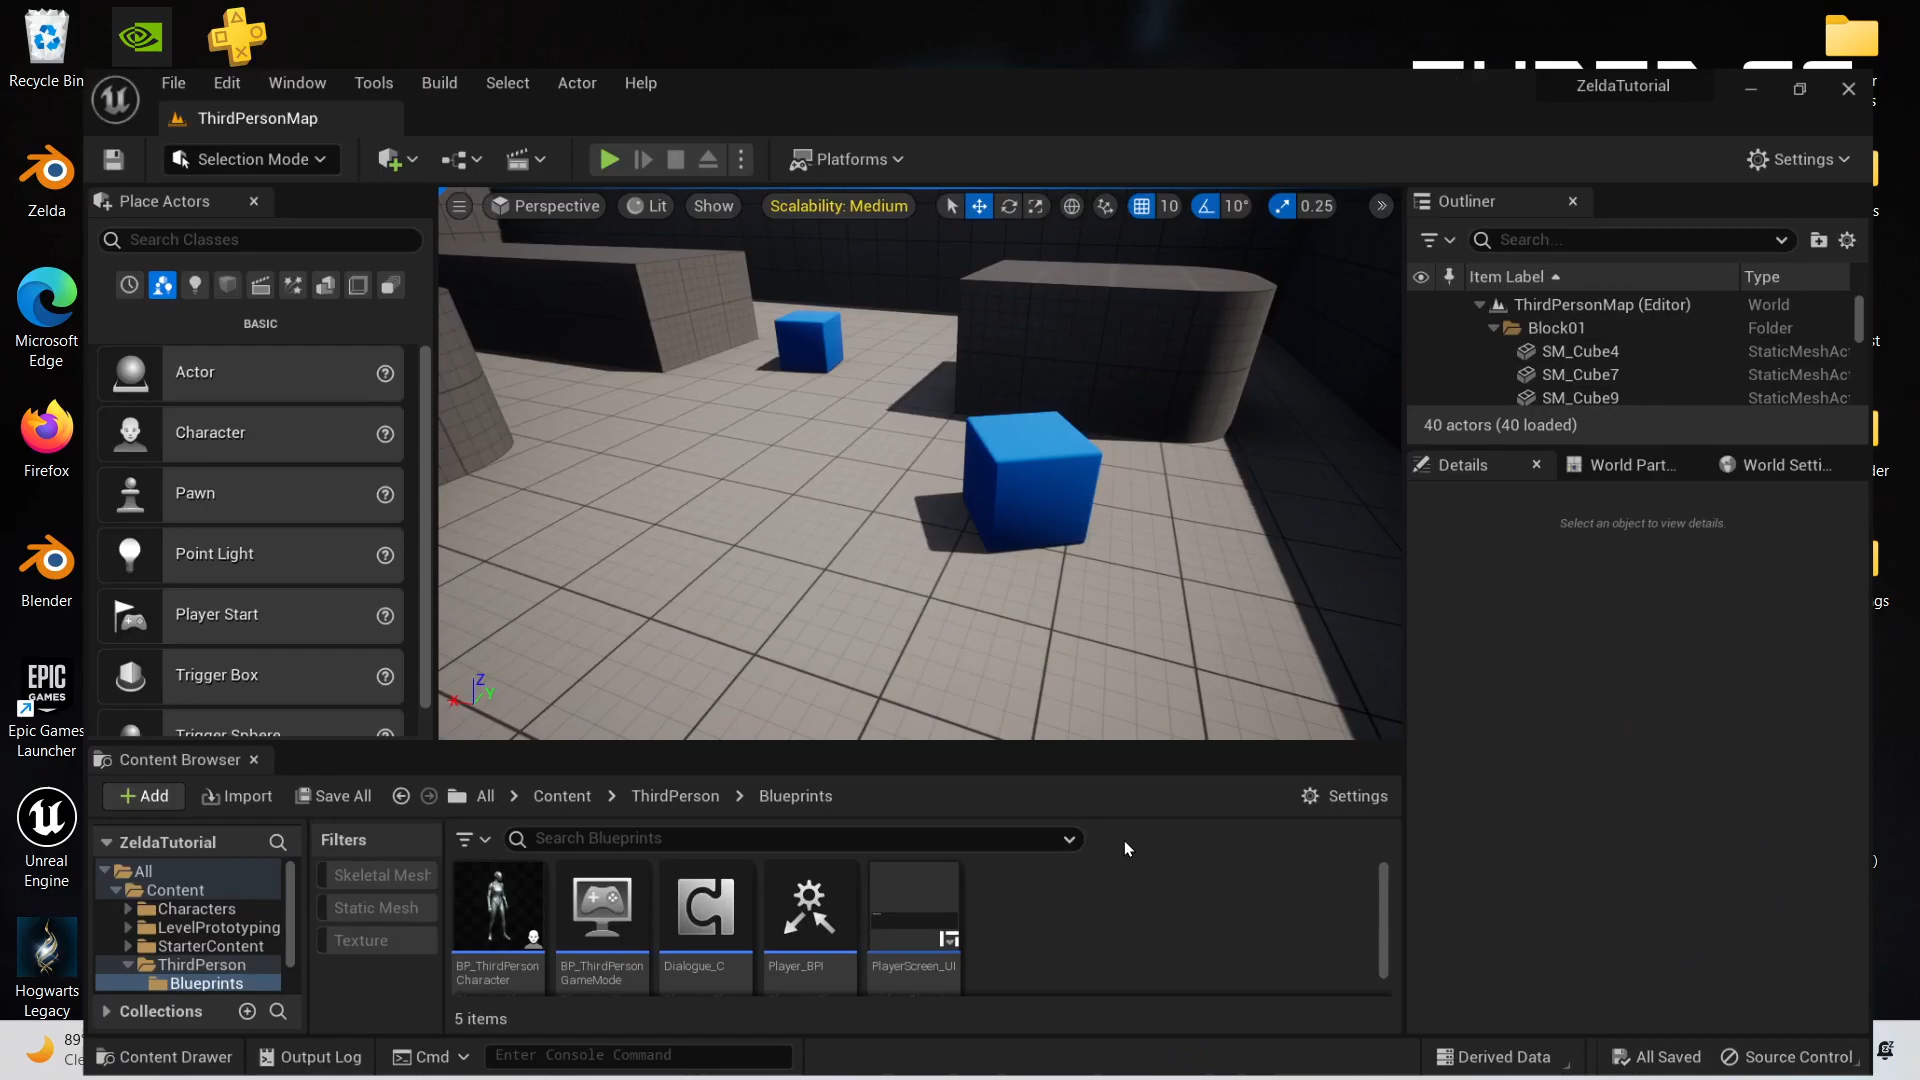 Recycle Bin
Zelda
Microsoft
Edge
Firefox
Blender
EPIC
GAMES
Epic Games
Launcher
Unreal
Engine
Hogwarts
Legacy
File Edit Window Tools Build Select Actor Help
ZeldaTutorial
ThirdPersonMap
Selection Mode
Platforms
Settings
Place Actors
Search Classes
BASIC
Actor
Character
Pawn
Point Light
Player Start
Trigger Box
Trigger Sphere
Perspective Lit Show Scalability: Medium 10 10° 0.25
Z
Y
X
Outliner
Search...
Item Label Type
ThirdPersonMap (Editor) World
Block01 Folder
SM_Cube4 StaticMeshAc
SM_Cube7 StaticMeshAc
SM_Cube9 StaticMeshAc
40 actors (40 loaded)
Details World Part... World Setti...
Select an object to view details.
Content Browser
Add Import Save All All Content ThirdPerson Blueprints Settings
ZeldaTutorial
All
Content
Characters
LevelPrototyping
StarterContent
ThirdPerson
Blueprints
Collections
Filters
Skeletal Mesh
Static Mesh
Texture
Search Blueprints
BP_ThirdPerson
Character
BP_ThirdPerson
GameMode
Dialogue_C
Player_BPI
PlayerScreen_UI
5 items
89°
Content Drawer Output Log Cmd Enter Console Command Derived Data All Saved Source Control